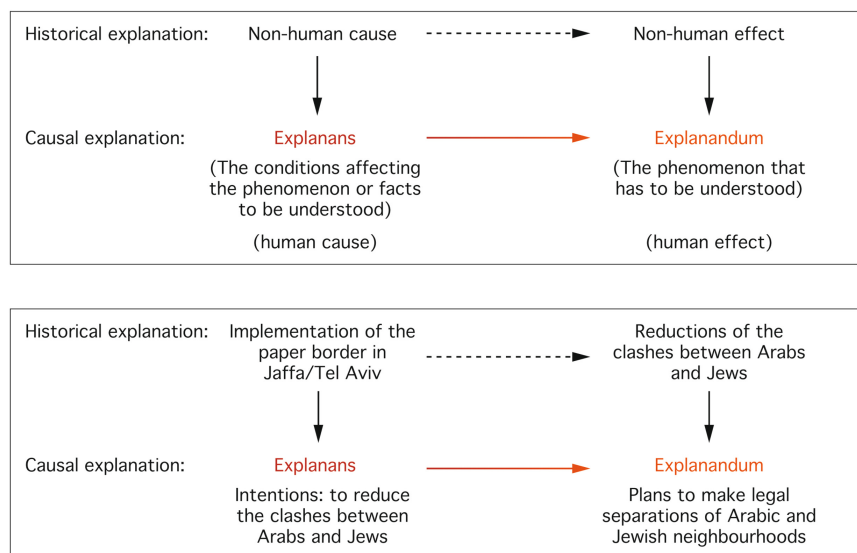 Historical explanation: Non-human cause Non-human effect
Causal explanation: Explanans Explanandum
(The conditions affecting (The phenomenon that
the phenomenon or facts has to be understood)
to be understood)
(human cause) (human effect)
Historical explanation: Implementation of the Reductions of the
paper border in clashes between Arabs
Jaffa/Tel Aviv and Jews
Causal explanation: Explanans Explanandum
Intentions: to reduce Plans to make legal
the clashes between separations of Arabic and
Arabs and Jews Jewish neighbourhoods